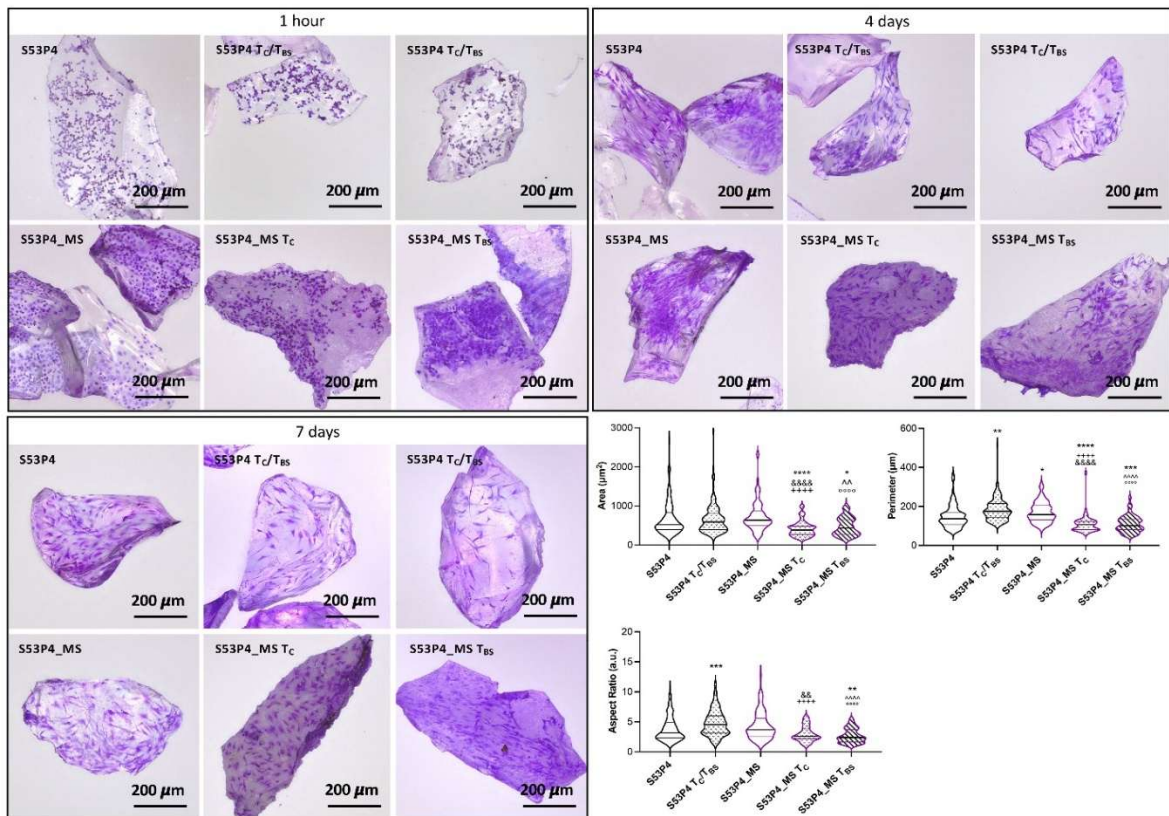 1 hour
S53P4
S53P4 TC/TBS
S53P4 TC/TBS
200 µm
200 µm
200 µm
S53P4_MS
S53P4_MS TC
S53P4_MS TBS
200 µm
200 µm
200 µm
4 days
S53P4
S53P4 TC/TBS
S53P4 TC/TBS
200 µm
200 µm
200 µm
S53P4_MS
S53P4_MS TC
S53P4_MS TBS
200 µm
200 µm
200 µm
7 days
S53P4
S53P4 TC/TBS
S53P4 TC/TBS
200 µm
200 µm
200 µm
S53P4_MS
S53P4_MS TC
S53P4_MS TBS
200 µm
200 µm
200 µm
Area (µm²)
3000
2000
1000
0
****
&&&&
++++
*
^^
°°°°
S53P4
S53P4 TC/TBS
S53P4_MS
S53P4_MS TC
S53P4_MS TBS
Perimeter (µm)
600
400
200
0
**
*
****
++++
&&&&
***
^^^^
°°°°
S53P4
S53P4 TC/TBS
S53P4_MS
S53P4_MS TC
S53P4_MS TBS
Aspect Ratio (a.u.)
20
15
10
5
0
***
&&
++++
**
^^^^
°°°°
S53P4
S53P4 TC/TBS
S53P4_MS
S53P4_MS TC
S53P4_MS TBS